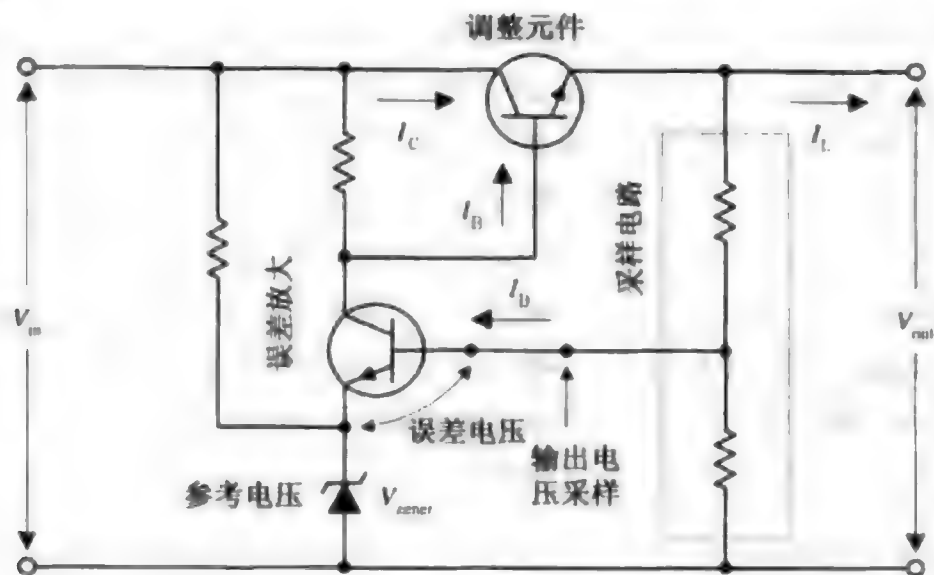 调整元件
I_C
I_L
I_B
采样电路
误差放大
I_D
V_in
V_out
误差电压
输出电
压采样
参考电压
V_zener